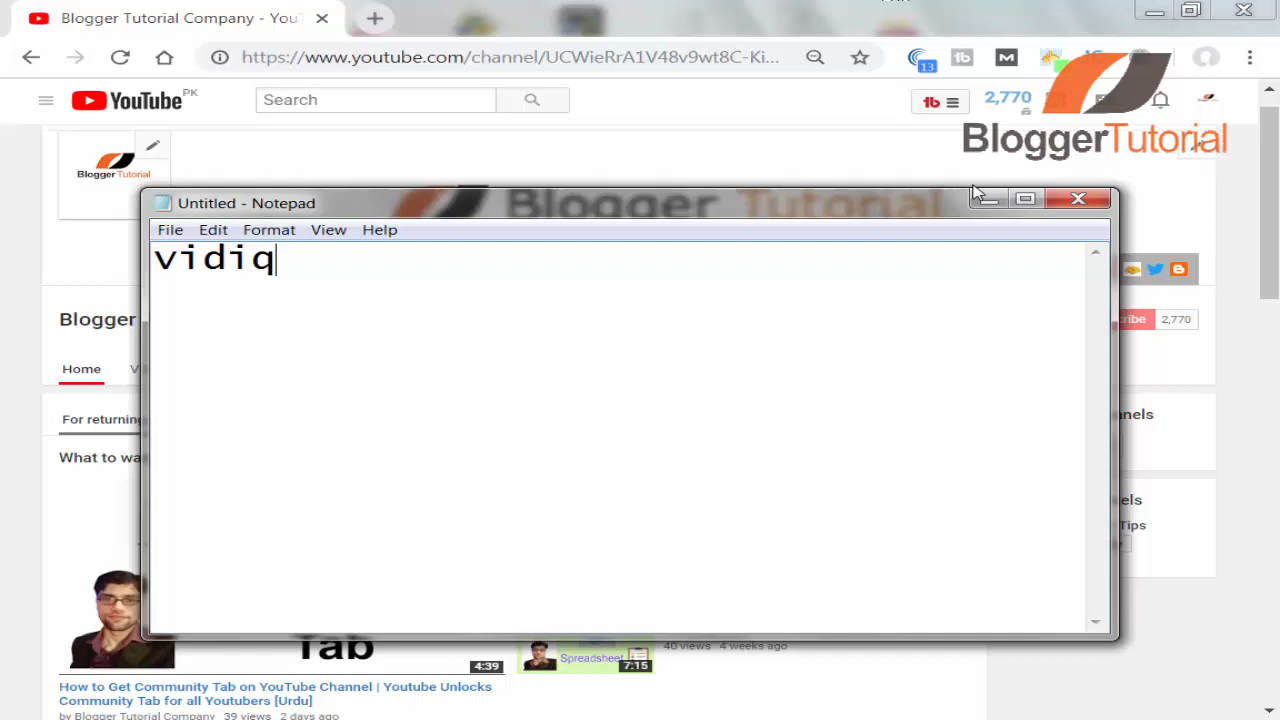 Blogger Tutorial Company - You
https://www.youtube.com/channel/UCWieRrA1V48v9wt8C-Ki...
13
YouTube PK
Search
2,770
BloggerTutorial
Blogger Tutorial
Untitled - Notepad
Blogger Tutorial
File Edit Format View Help
vidiq
Blogger
2,770
Home
For returning
What to wa
Tips
Tab
4:39
Spreadsheet
7:15
40 views 4 weeks ago
How to Get Community Tab on YouTube Channel | Youtube Unlocks
Community Tab for all Youtubers [Urdu]
by Blogger Tutorial Company 39 views 2 days ago